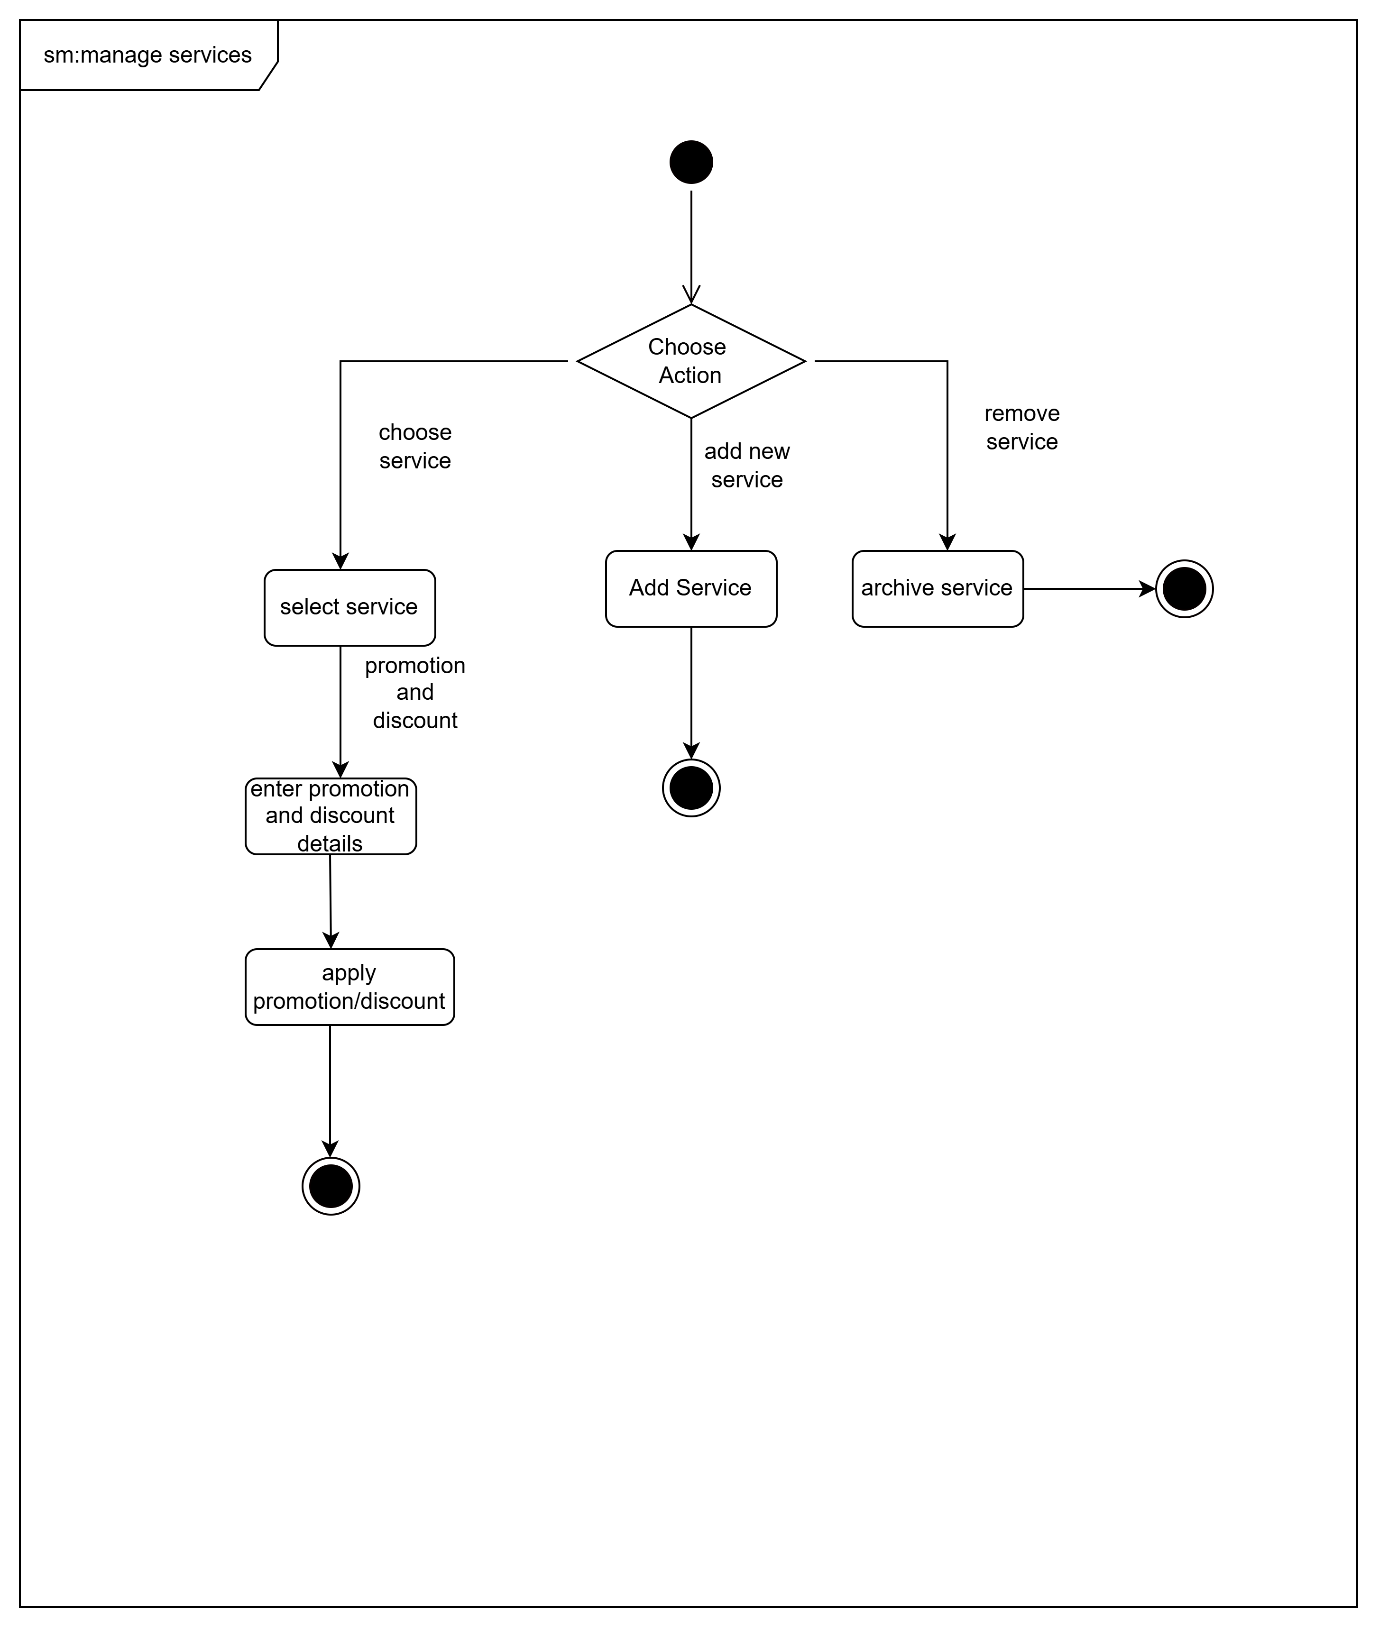 sm:manage services
Choose
Action
choose
service
add new
service
remove
service
select service
Add Service
archive service
promotion
and
discount
enter promotion
and discount
details
apply
promotion/discount